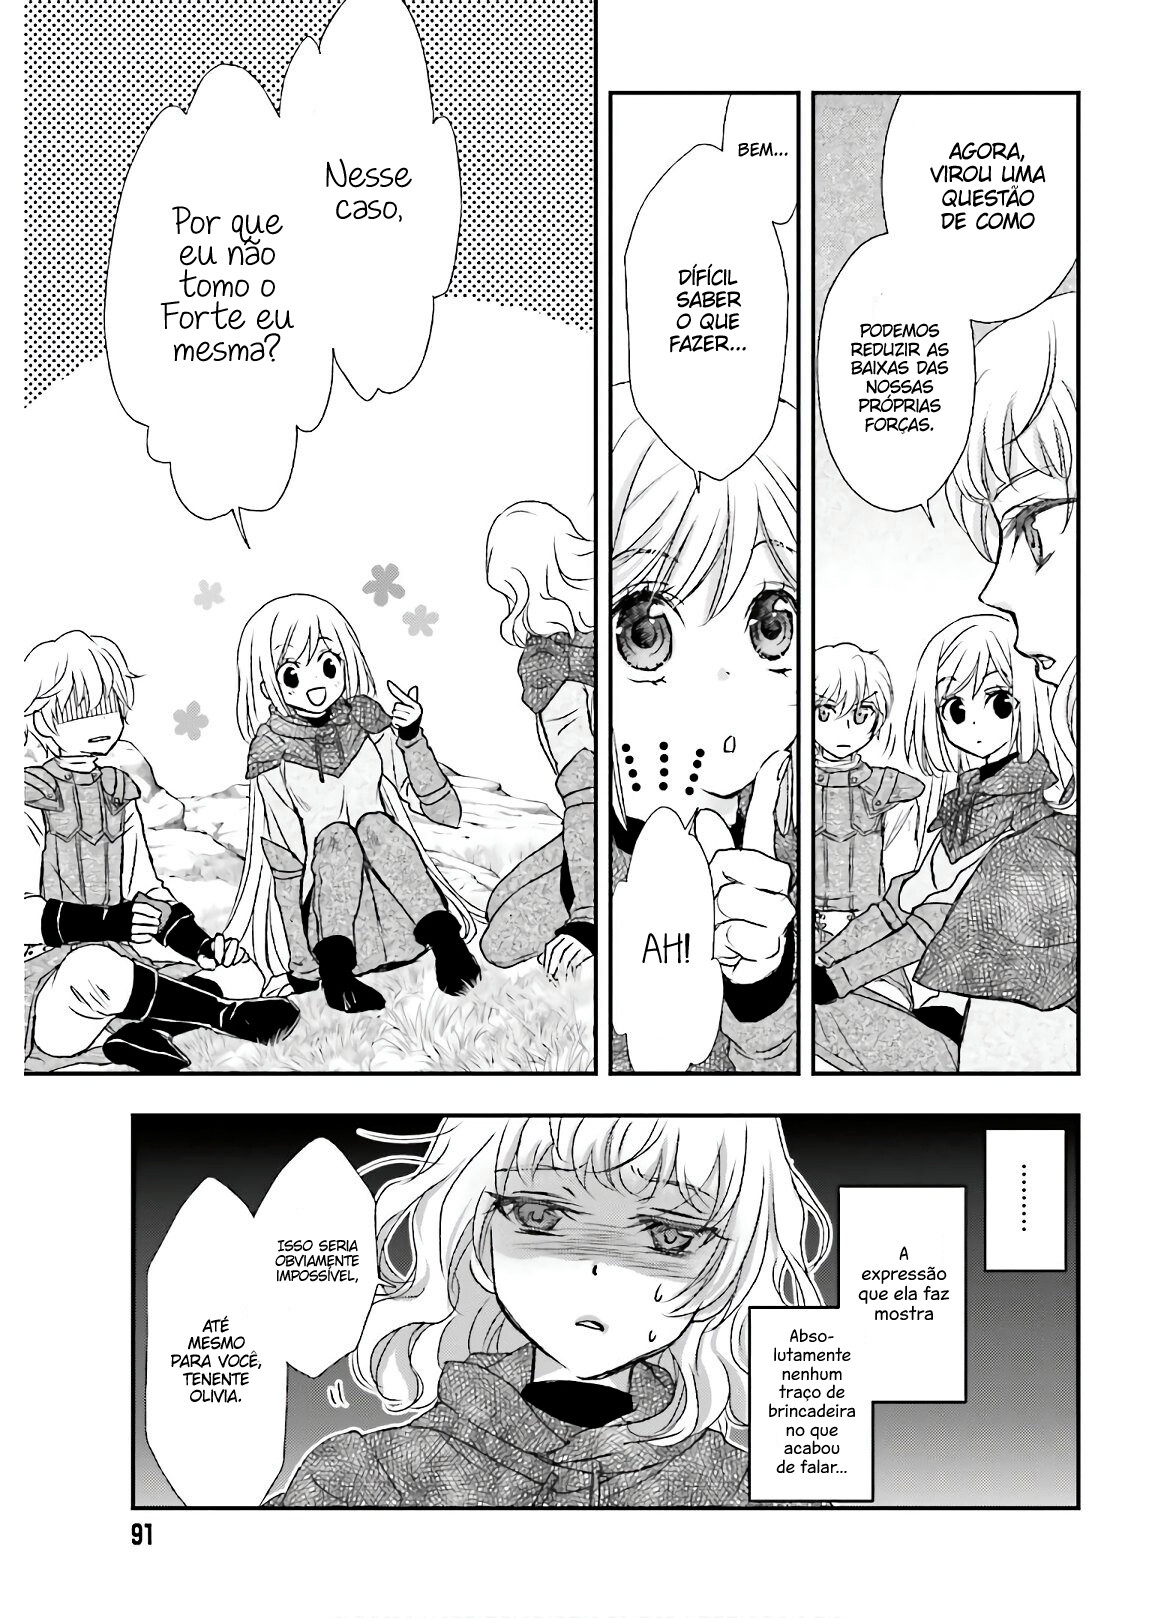 AGORA,
VIROU UMA
QUESTÃO
DE COMO
PODEMOS
REDUZIR AS
BAIXAS DAS
NOSSAS
PRÓPRIAS
FORÇAS.
BEM...
DÍFÍCIL
SABER
O QUE
FAZER...
AH!
Nesse
caso,
Por que
eu não
tomo o
Forte eu
mesma?
.........
A
expressão
que ela faz
mostra
Abso-
lutamente
nenhum
traço de
brincadeira
no que
acabou
de falar...
ISSO SERIA
OBVIAMENTE
IMPOSSÍVEL,
ATÉ
MESMO
PARA VOCÊ,
TENENTE
OLIVIA.
91